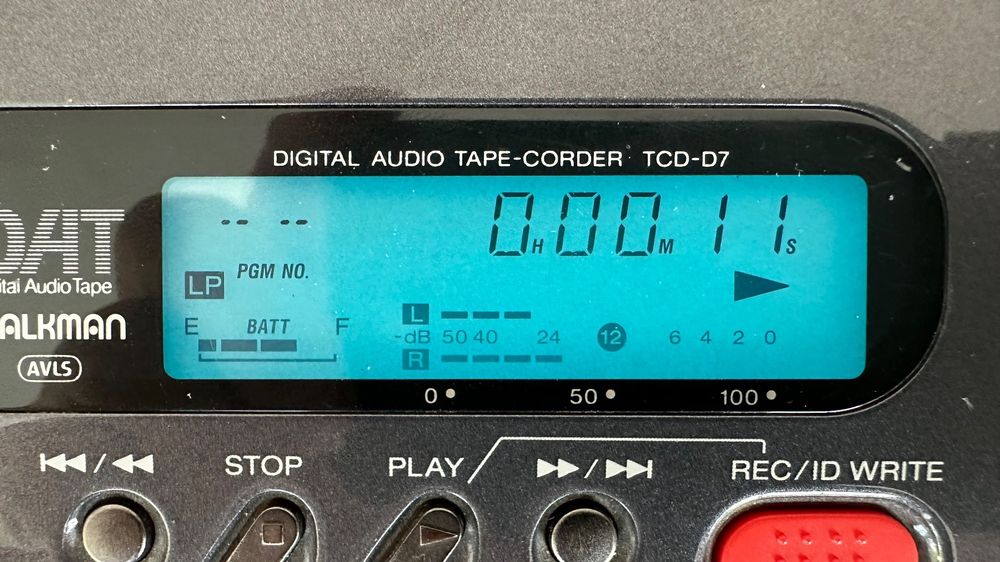 DIGITAL AUDIO TAPE-CORDER TCD-D7
DAT
ital Audio Tape
ALKMAN
AVLS
-- -- 0H00M11S
PGM NO.
LP
E BATT F
L
-dB 50 40 24 12 6 4 2 0
R
0 50 100
STOP PLAY REC/ID WRITE